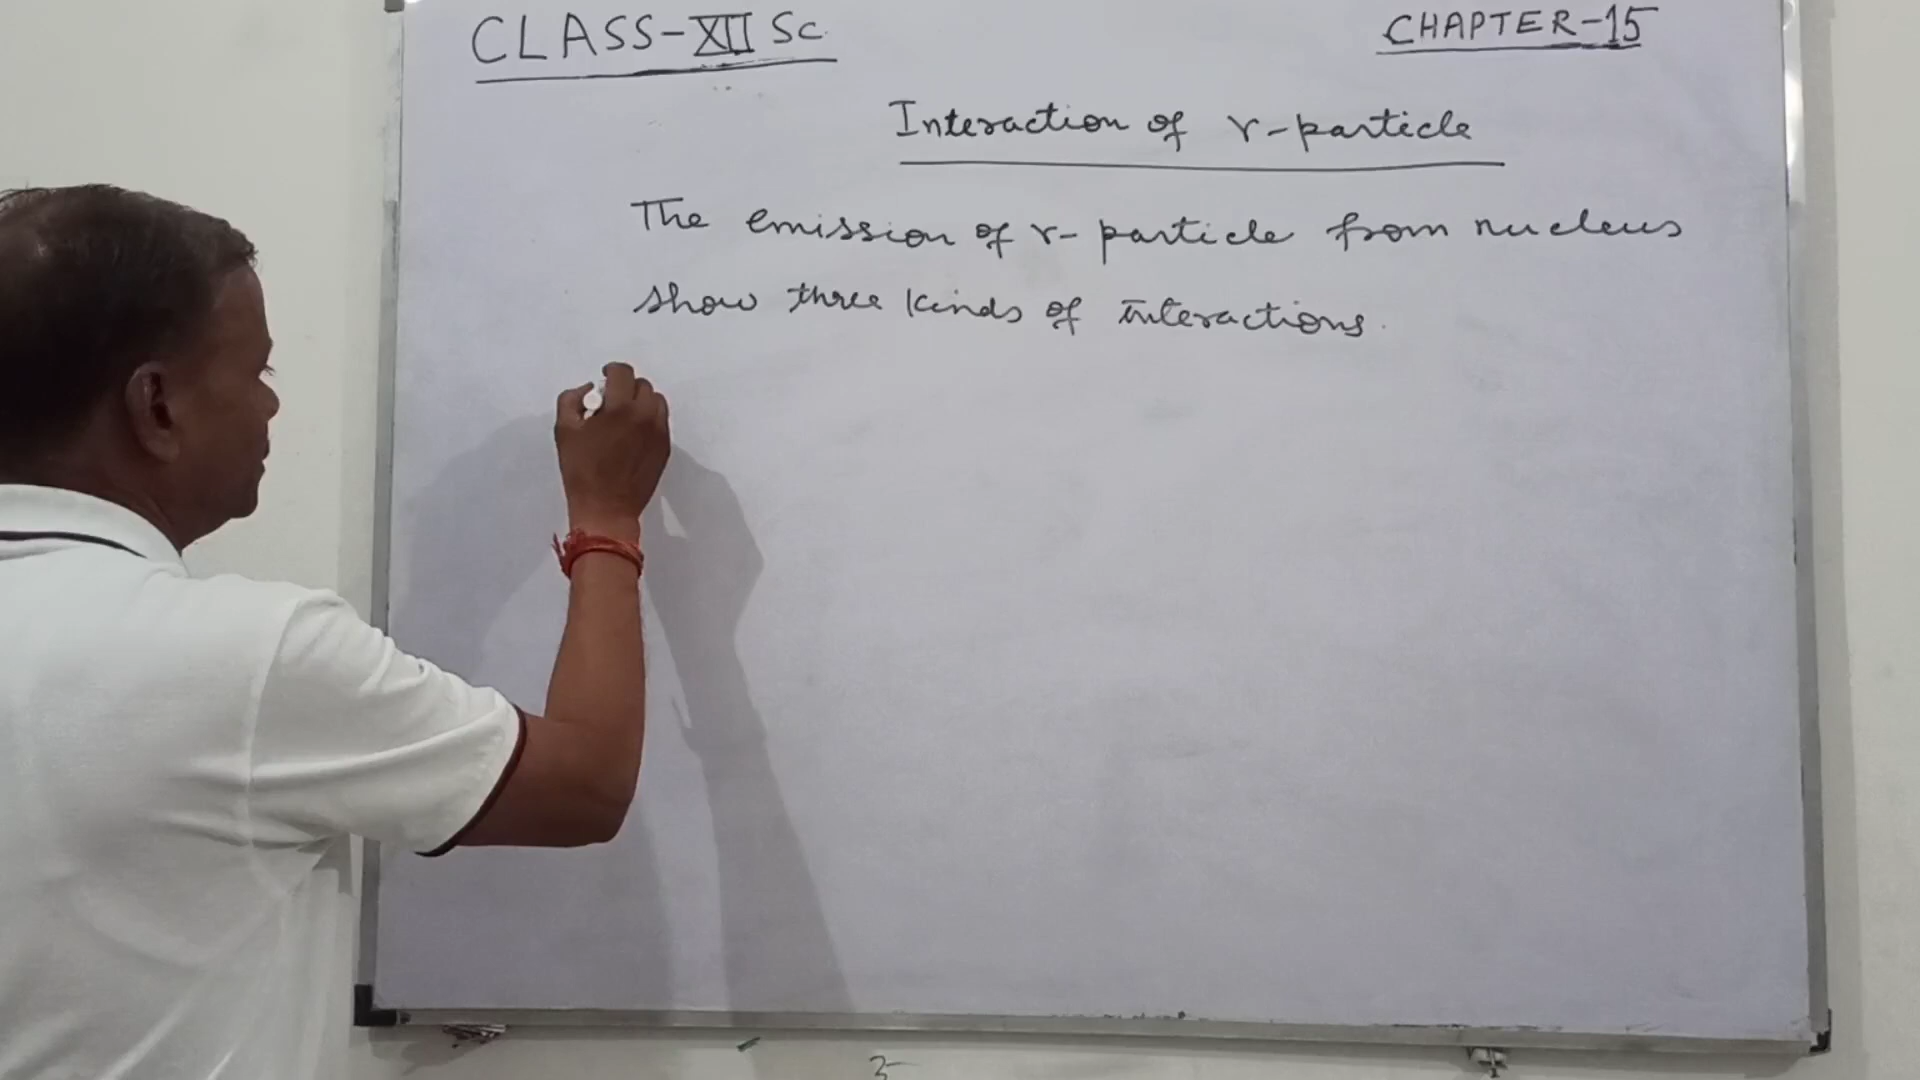 CLASS-XII Sc.
CHAPTER-15
Interaction of γ-particle
The emission of γ- particle from nucleus
show three kinds of interactions.